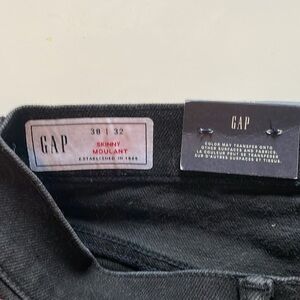 GAP
38 | 32
SKINNY
MOULANT
ESTABLISHED IN 1969
GAP
COLOR MAY TRANSFER ONTO
OTHER SURFACES AND FABRICS.
LA COULEUR PEUT SE TRANSFÉRER
SUR D'AUTRES SURFACES ET TISSUS.